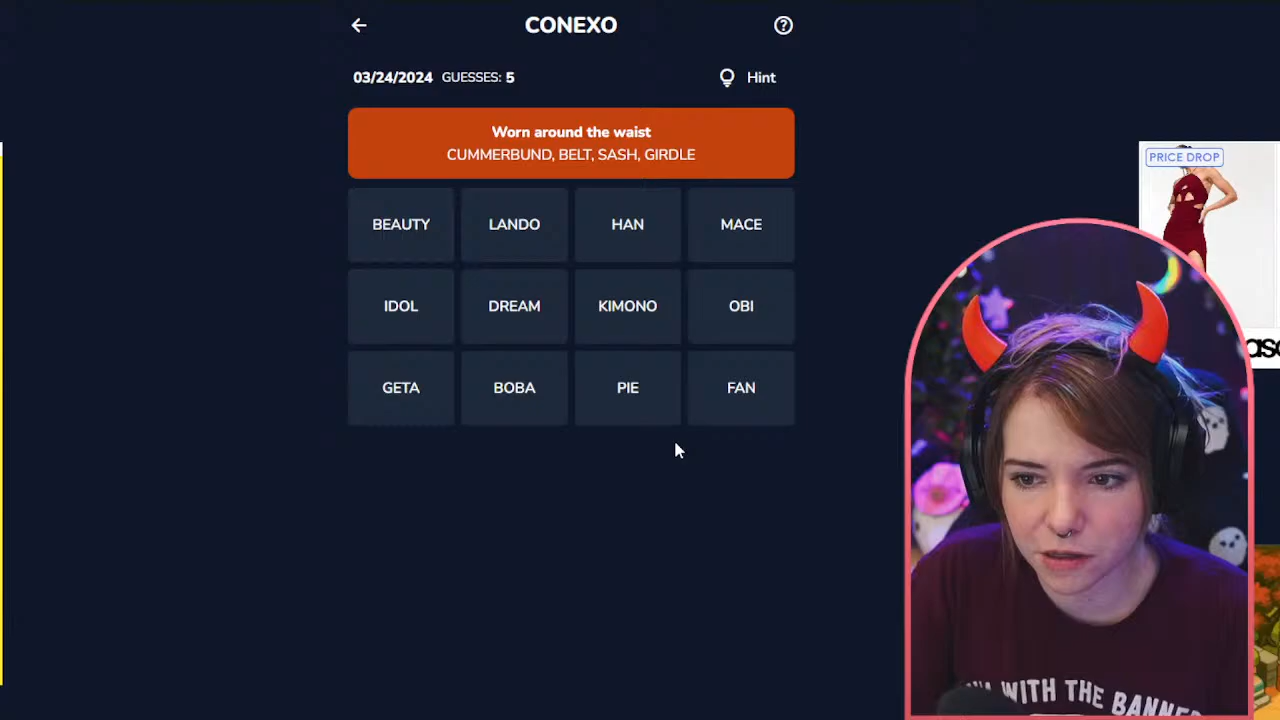 CONEXO
03/24/2024 GUESSES: 5 Hint
Worn around the waist
CUMMERBUND, BELT, SASH, GIRDLE
BEAUTY LANDO HAN MACE
IDOL DREAM KIMONO OBI
GETA BOBA PIE FAN
PRICE DROP
WITH THE BANNER